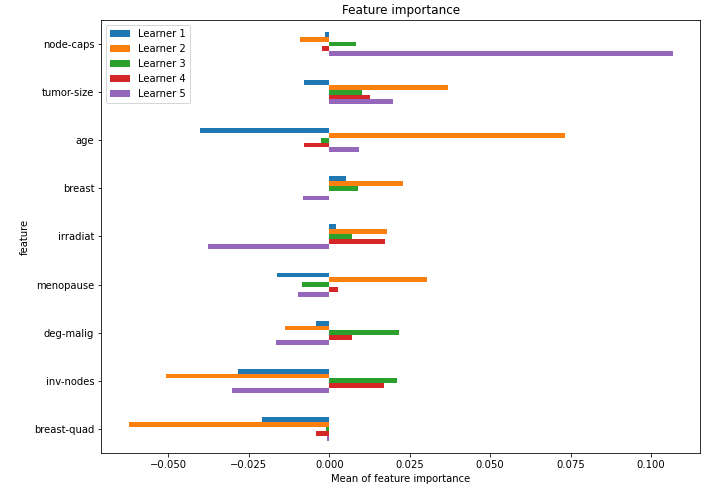 Feature importance
Learner 1
Learner 2
Learner 3
Learner 4
Learner 5
node-caps
tumor-size
age
breast
irradiat
menopause
deg-malig
inv-nodes
breast-quad
feature
−0.050
−0.025
0.000
0.025
0.050
0.075
0.100
Mean of feature importance